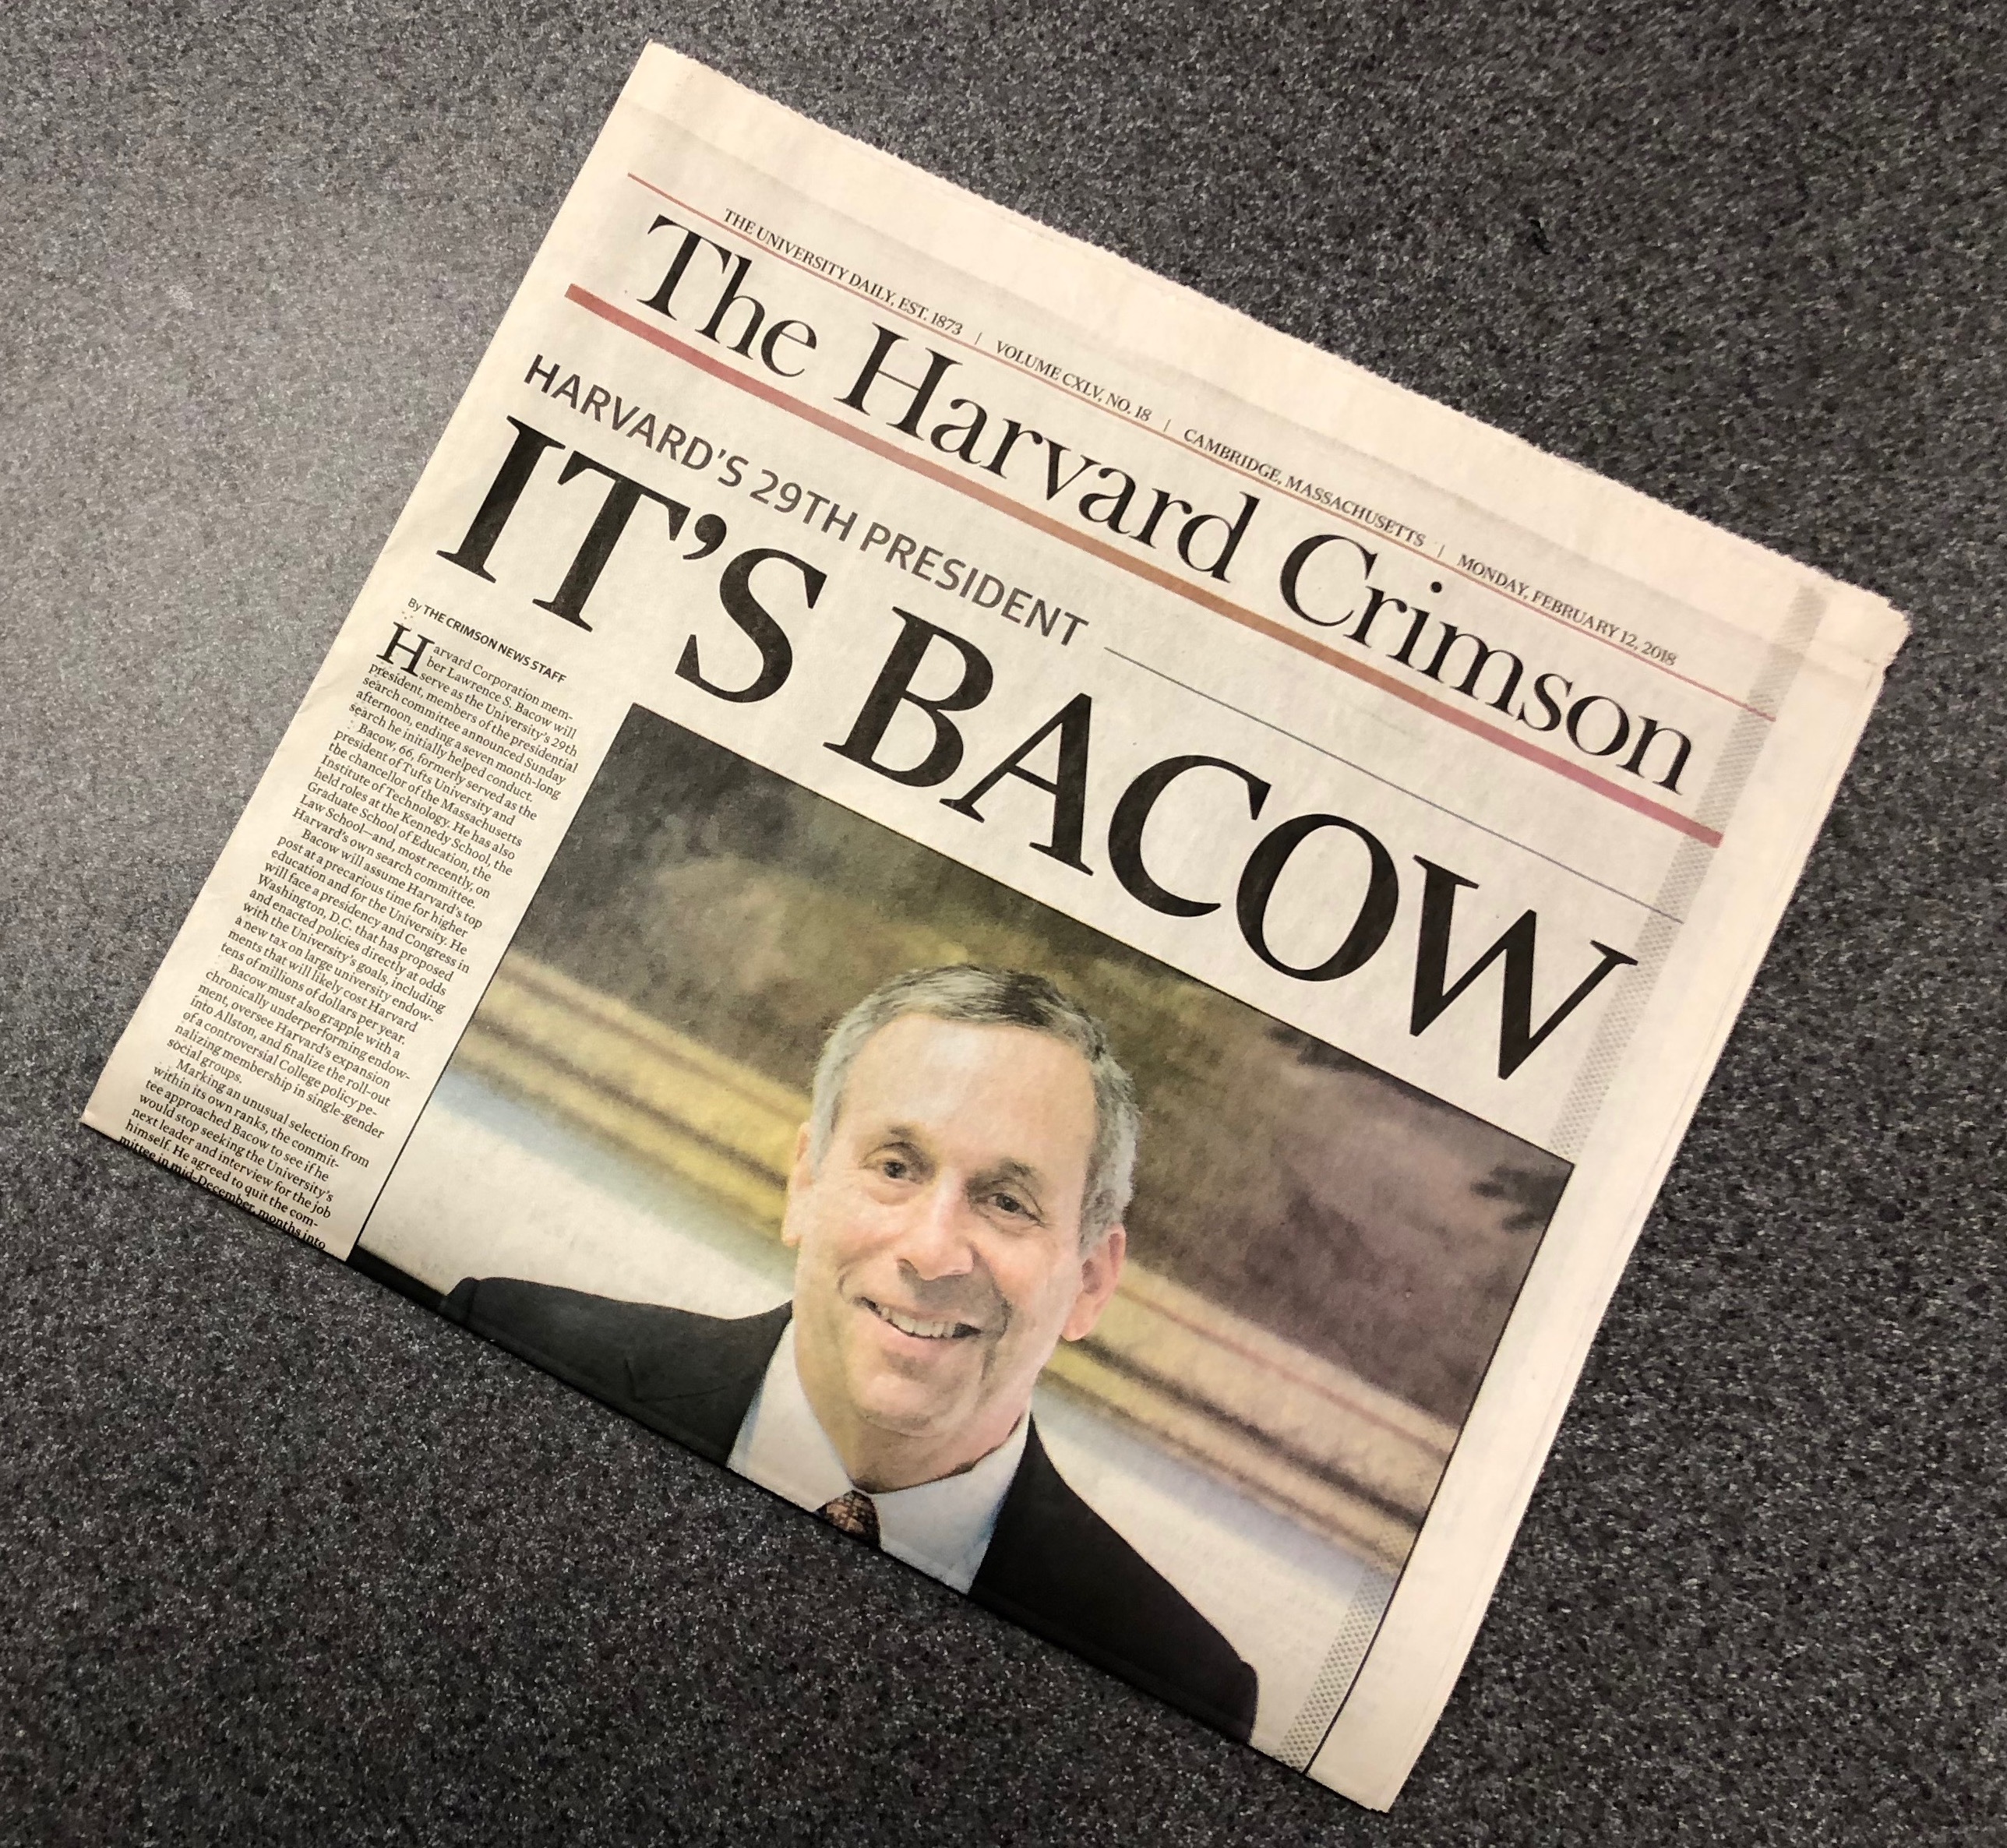 THE UNIVERSITY DAILY, EST. 1873 | VOLUME CXLV, NO. 18 | CAMBRIDGE, MASSACHUSETTS | MONDAY, FEBRUARY 12, 2018
The Harvard Crimson
HARVARD'S 29TH PRESIDENT
IT’S BACOW
By THE CRIMSON NEWS STAFF
Harvard Corporation mem-
ber Lawrence S. Bacow will
serve as the University's 29th
president, members of the presidential
search committee announced Sunday
afternoon, ending a seven month-long
search he initially helped conduct.
Bacow, 66, formerly served as the
president of Tufts University and
the chancellor of the Massachusetts
Institute of Technology. He has also
held roles at the Kennedy School, the
Graduate School of Education, the
Law School—and, most recently, on
Harvard's own search committee.
Bacow will assume Harvard's top
post at a precarious time for higher
education and for the University. He
will face a presidency and Congress in
Washington, D.C. that has proposed
and enacted policies directly at odds
with the University's goals, including
a new tax on large university endow-
ments that will likely cost Harvard
tens of millions of dollars per year.
Bacow must also grapple with a
chronically underperforming endow-
ment, oversee Harvard's expansion
into Allston, and finalize the roll-out
of a controversial College policy pe-
nalizing membership in single-gender
social groups.
Marking an unusual selection from
within its own ranks, the commit-
tee approached Bacow to see if he
would stop seeking the University's
next leader and interview for the job
himself. He agreed to quit the com-
mittee in mid-December, months into